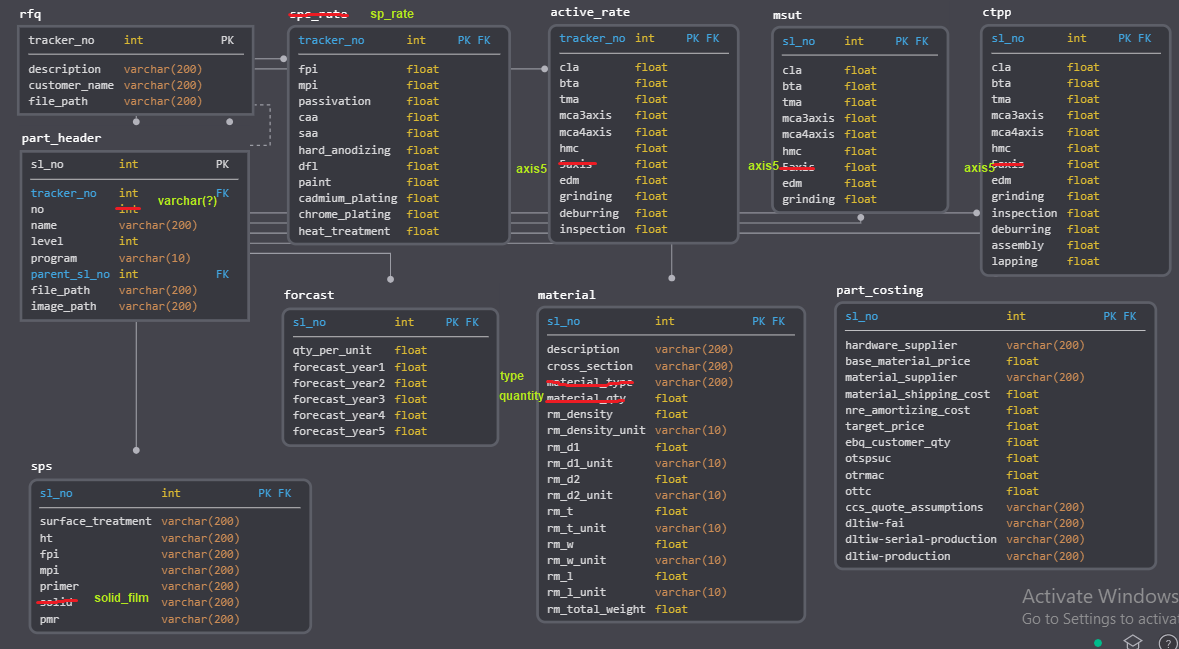 rfq
tracker_no int PK
description varchar(200)
customer_name varchar(200)
file_path varchar(200)
part_header
sl_no int PK
tracker_no int FK
no int varchar(?)
name varchar(200)
level int
program varchar(10)
parent_sl_no int FK
file_path varchar(200)
image_path varchar(200)
sps_rate sp_rate
tracker_no int PK FK
fpi float
mpi float
passivation float
caa float
saa float
hard_anodizing float
dfl float
paint float
cadmium_plating float
chrome_plating float
heat_treatment float
active_rate
tracker_no int PK FK
cla float
bta float
tma float
mca3axis float
mca4axis float
hmc float
axis5 5axis float
edm float
grinding float
deburring float
inspection float
msut
sl_no int PK FK
cla float
bta float
tma float
mca3axis float
mca4axis float
hmc float
axis5 5axis float
edm float
grinding float
ctpp
sl_no int PK FK
cla float
bta float
tma float
mca3axis float
mca4axis float
hmc float
axis5 5axis float
edm float
grinding float
inspection float
deburring float
assembly float
lapping float
forcast
sl_no int PK FK
qty_per_unit float
forecast_year1 float
forecast_year2 float
forecast_year3 float
forecast_year4 float
forecast_year5 float
material
sl_no int PK FK
description varchar(200)
cross_section varchar(200)
type material_type varchar(200)
quantity material_qty float
rm_density float
rm_density_unit varchar(10)
rm_d1 float
rm_d1_unit varchar(10)
rm_d2 float
rm_d2_unit varchar(10)
rm_t float
rm_t_unit varchar(10)
rm_w float
rm_w_unit varchar(10)
rm_l float
rm_l_unit varchar(10)
rm_total_weight float
part_costing
sl_no int PK FK
hardware_supplier varchar(200)
base_material_price float
material_supplier varchar(200)
material_shipping_cost float
nre_amortizing_cost float
target_price float
ebq_customer_qty float
otspsuc float
otrmac float
ottc float
ccs_quote_assumptions varchar(200)
dltiw-fai varchar(200)
dltiw-serial-production varchar(200)
dltiw-production varchar(200)
sps
sl_no int PK FK
surface_treatment varchar(200)
ht varchar(200)
fpi varchar(200)
mpi varchar(200)
primer varchar(200)
solid solid_film varchar(200)
pmr varchar(200)
Activate Windows
Go to Settings to activa
?